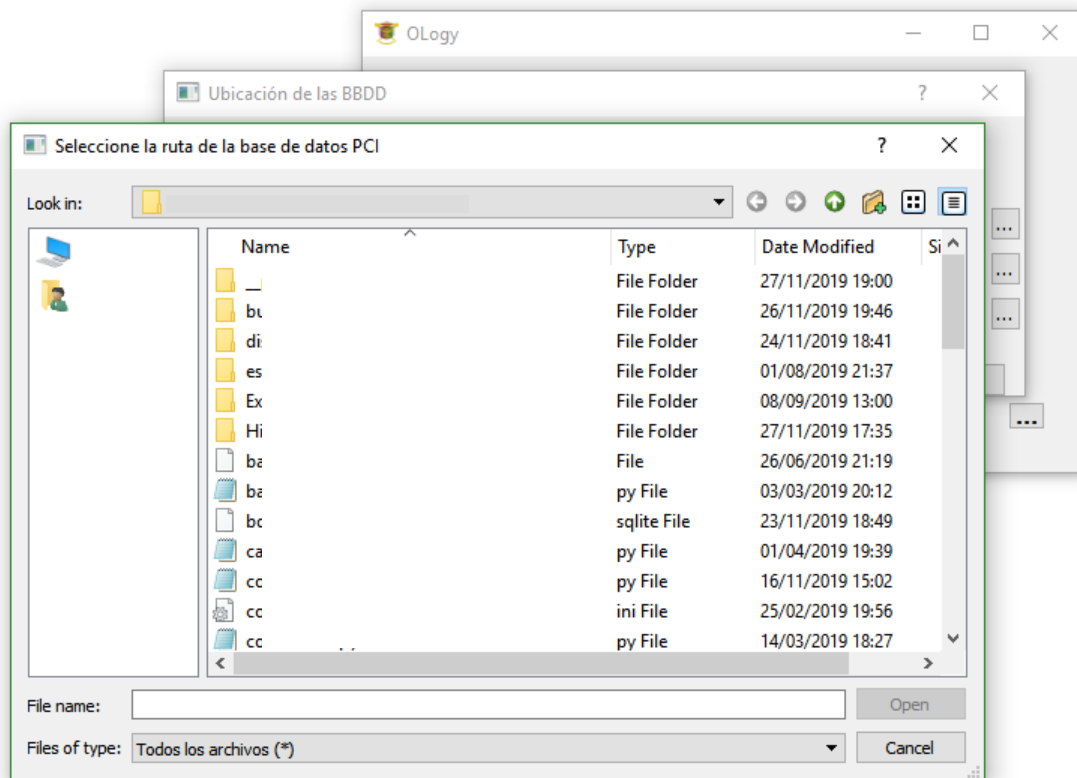 OLogy
Ubicación de las BBDD
?
Seleccione la ruta de la base de datos PCI
?
Look in:
Name Type Date Modified Si
__ File Folder 27/11/2019 19:00
bu File Folder 26/11/2019 19:46
di File Folder 24/11/2019 18:41
es File Folder 01/08/2019 21:37
Ex File Folder 08/09/2019 13:00
Hi File Folder 27/11/2019 17:35
ba File 26/06/2019 21:19
ba py File 03/03/2019 20:12
bd sqlite File 23/11/2019 18:49
ca py File 01/04/2019 19:39
co py File 16/11/2019 15:02
co ini File 25/02/2019 19:56
co py File 14/03/2019 18:27
...
...
...
...
File name:
Open
Files of type: Todos los archivos (*)
Cancel